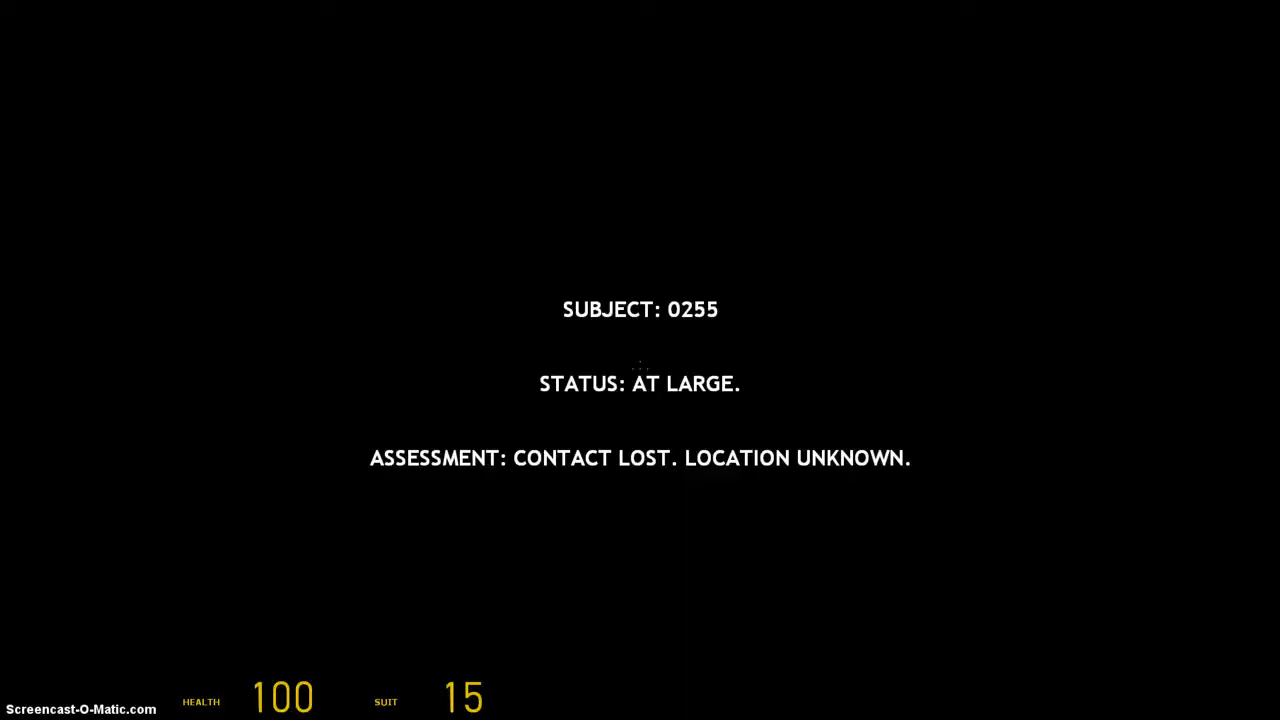 SUBJECT: 0255
STATUS: AT LARGE.
ASSESSMENT: CONTACT LOST. LOCATION UNKNOWN.
HEALTH 100 SUIT 15
Screencast-O-Matic.com